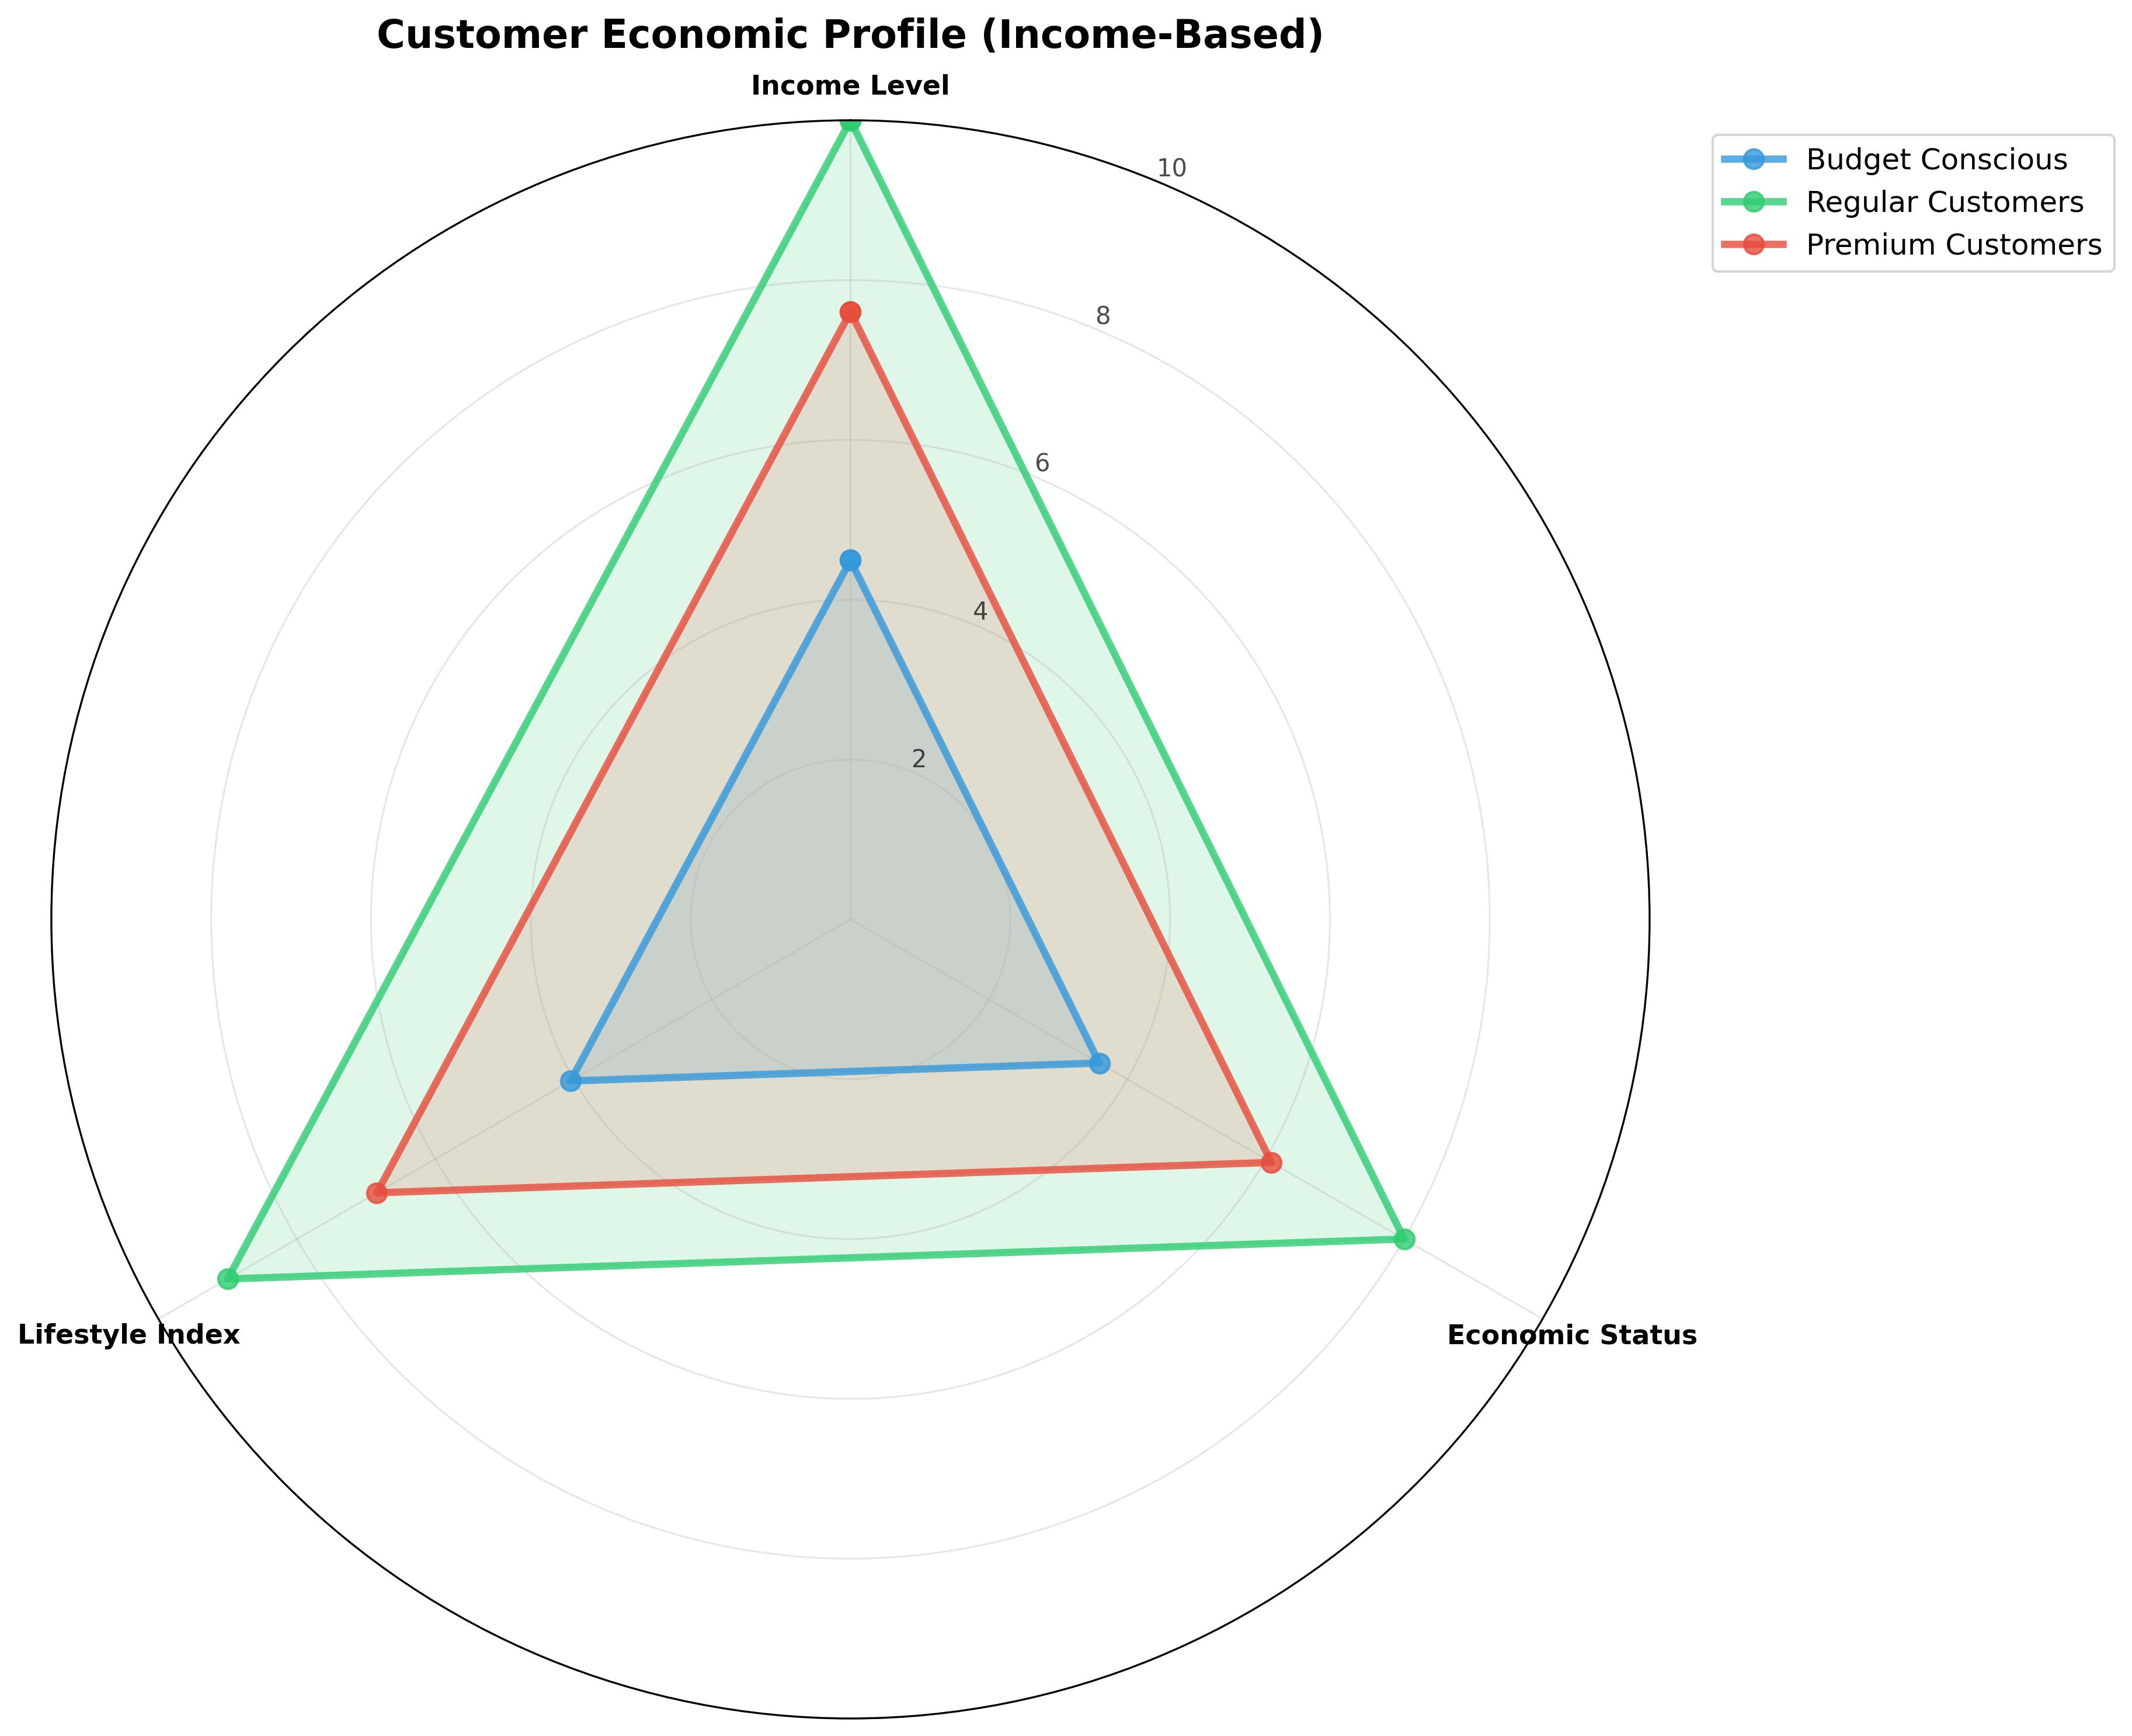 Customer Economic Profile (Income-Based)
Income Level
10
8
6
4
2
Budget Conscious
Regular Customers
Premium Customers
Lifestyle Index
Economic Status